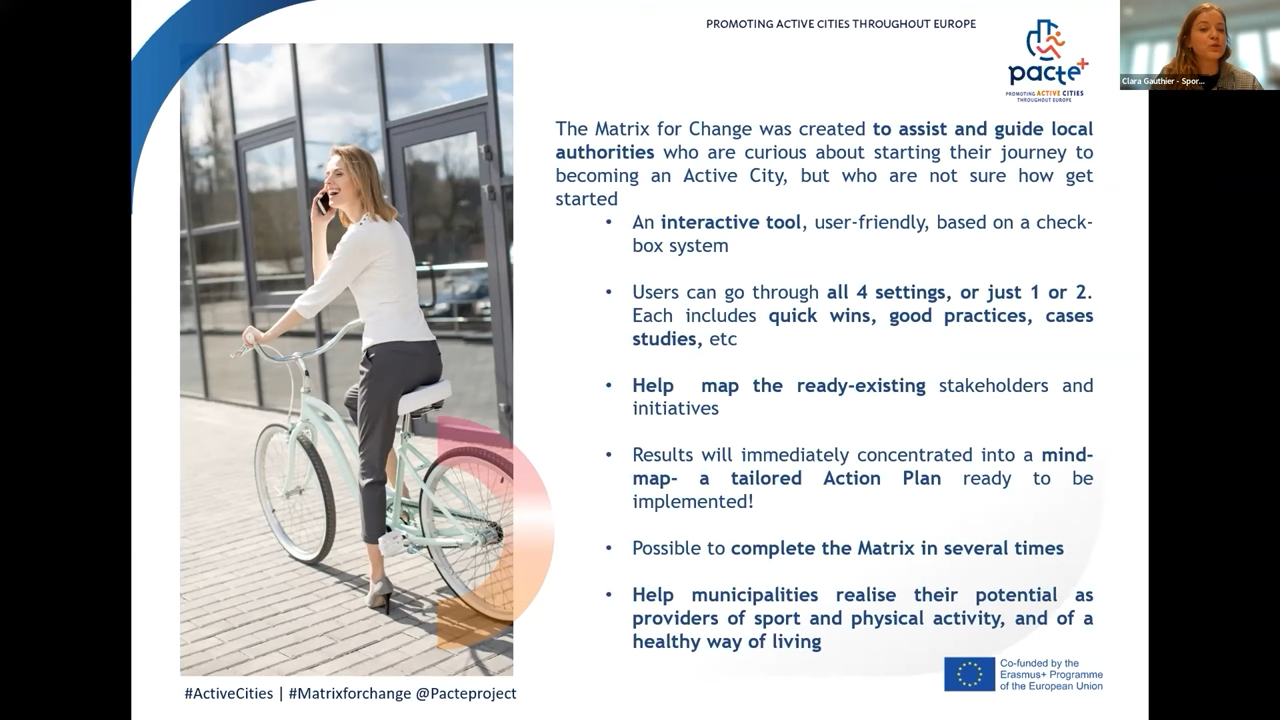 PROMOTING ACTIVE CITIES THROUGHOUT EUROPE
pacte+
PROMOTING ACTIVE CITIES
THROUGHOUT EUROPE
Clara Gauthier - Spor...
The Matrix for Change was created to assist and guide local
authorities who are curious about starting their journey to
becoming an Active City, but who are not sure how get
started
• An interactive tool, user-friendly, based on a check-
box system
• Users can go through all 4 settings, or just 1 or 2.
Each includes quick wins, good practices, cases
studies, etc
• Help map the ready-existing stakeholders and
initiatives
• Results will immediately concentrated into a mind-
map- a tailored Action Plan ready to be
implemented!
• Possible to complete the Matrix in several times
• Help municipalities realise their potential as
providers of sport and physical activity, and of a
healthy way of living
Co-funded by the
Erasmus+ Programme
of the European Union
#ActiveCities | #Matrixforchange @Pacteproject